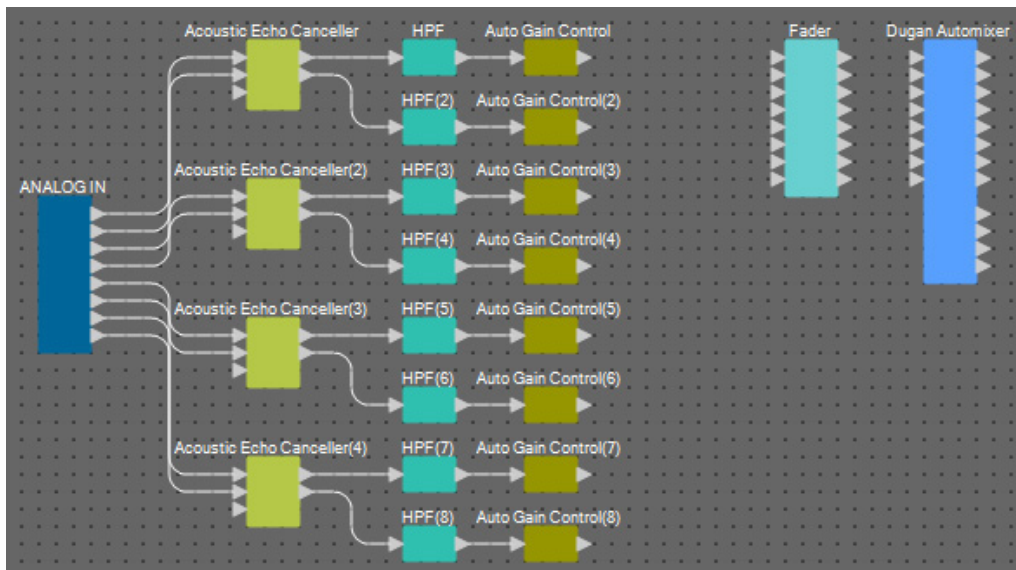 Acoustic Echo Canceller HPF Auto Gain Control Fader Dugan Automixer
HPF(2) Auto Gain Control(2)
Acoustic Echo Canceller(2) HPF(3) Auto Gain Control(3)
ANALOG IN
HPF(4) Auto Gain Control(4)
Acoustic Echo Canceller(3) HPF(5) Auto Gain Control(5)
HPF(6) Auto Gain Control(6)
Acoustic Echo Canceller(4) HPF(7) Auto Gain Control(7)
HPF(8) Auto Gain Control(8)